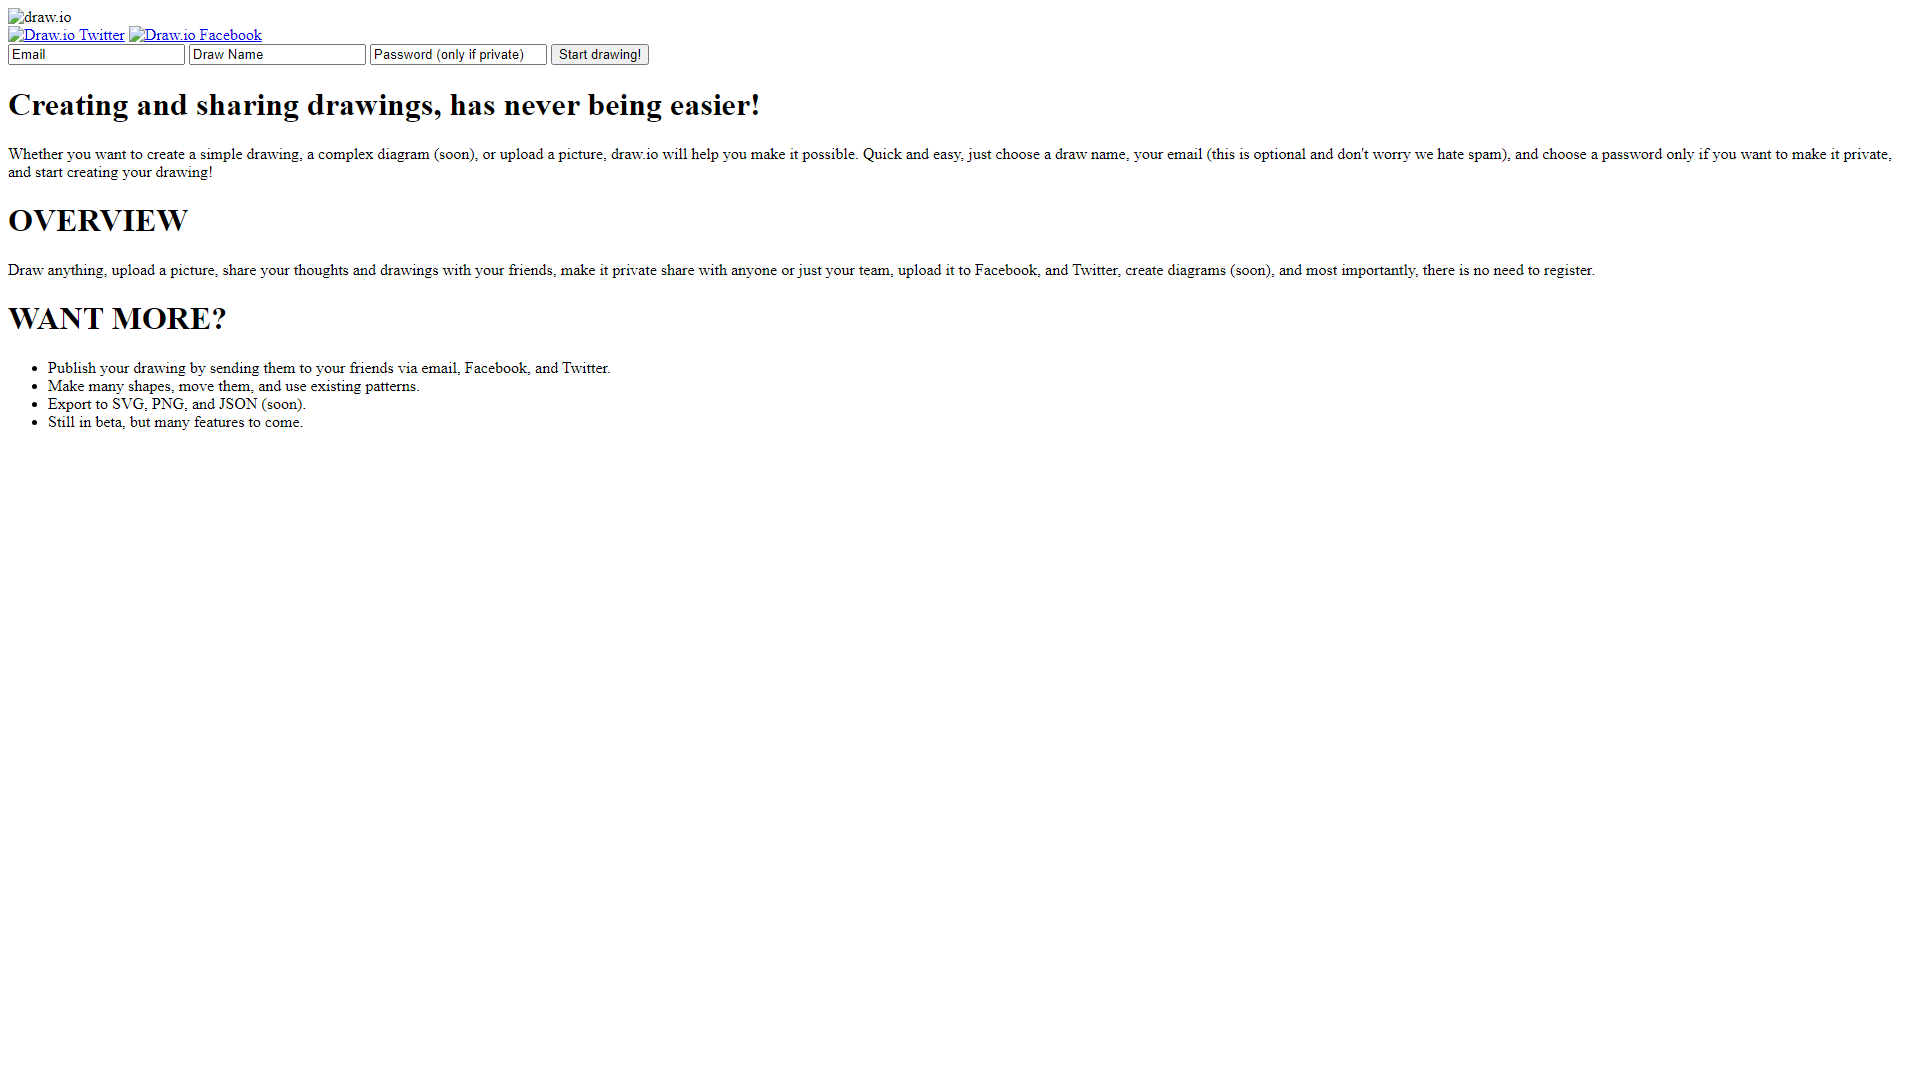 draw.io
Draw.io Twitter Draw.io Facebook
Email Draw Name Password (only if private) Start drawing!
Creating and sharing drawings, has never being easier!
Whether you want to create a simple drawing, a complex diagram (soon), or upload a picture, draw.io will help you make it possible. Quick and easy, just choose a draw name, your email (this is optional and don't worry we hate spam), and choose a password only if you want to make it private,
and start creating your drawing!
OVERVIEW
Draw anything, upload a picture, share your thoughts and drawings with your friends, make it private share with anyone or just your team, upload it to Facebook, and Twitter, create diagrams (soon), and most importantly, there is no need to register.
WANT MORE?
• Publish your drawing by sending them to your friends via email, Facebook, and Twitter.
• Make many shapes, move them, and use existing patterns.
• Export to SVG, PNG, and JSON (soon).
• Still in beta, but many features to come.